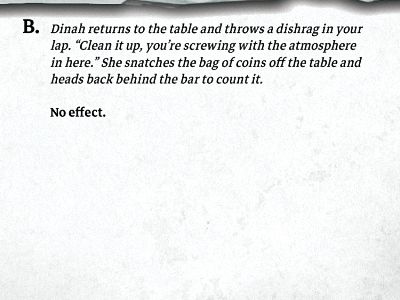 B. Dinah returns to the table and throws a dishrag in your
lap. “Clean it up, you’re screwing with the atmosphere
in here.” She snatches the bag of coins off the table and
heads back behind the bar to count it.
No effect.